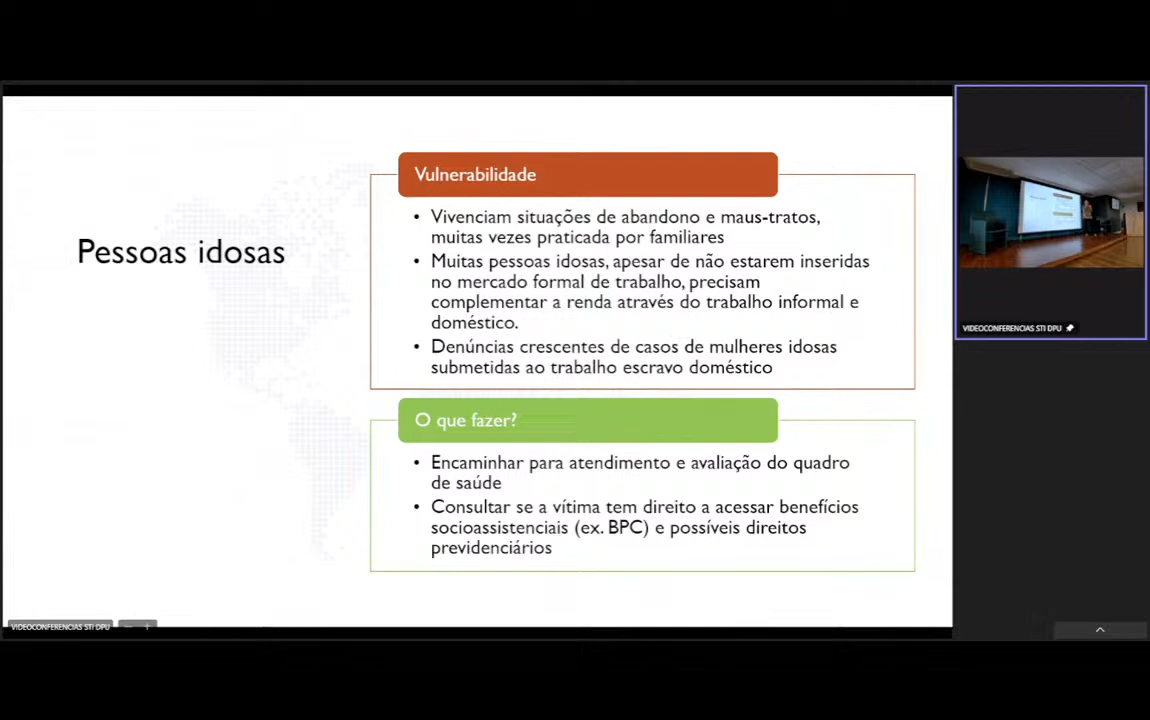 Pessoas idosas
Vulnerabilidade
• Vivenciam situações de abandono e maus-tratos,
muitas vezes praticada por familiares
• Muitas pessoas idosas, apesar de não estarem inseridas
no mercado formal de trabalho, precisam
complementar a renda através do trabalho informal e
doméstico.
• Denúncias crescentes de casos de mulheres idosas
submetidas ao trabalho escravo doméstico
O que fazer?
• Encaminhar para atendimento e avaliação do quadro
de saúde
• Consultar se a vítima tem direito a acessar benefícios
socioassistenciais (ex. BPC) e possíveis direitos
previdenciários
VIDEOCONFERENCIAS STI DPU
VIDEOCONFERENCIAS STI DPU